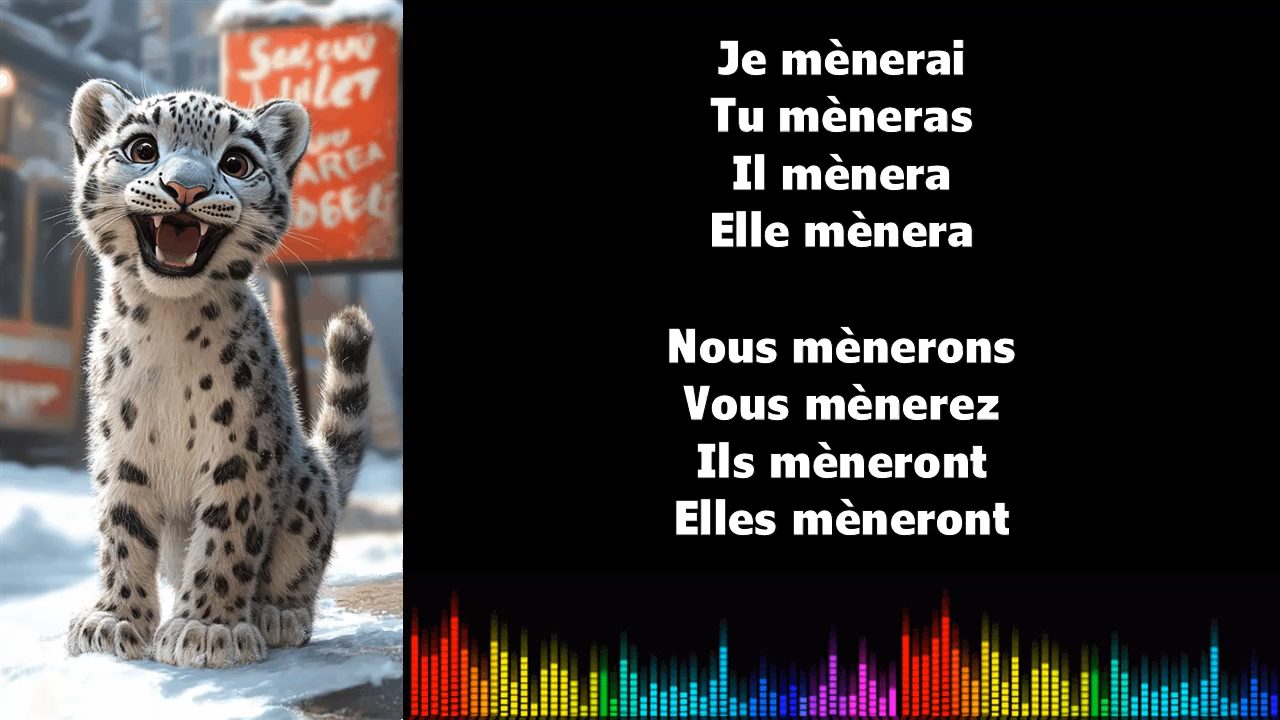 Je mènerai
Tu mèneras
Il mènera
Elle mènera
Nous mènerons
Vous mènerez
Ils mèneront
Elles mèneront